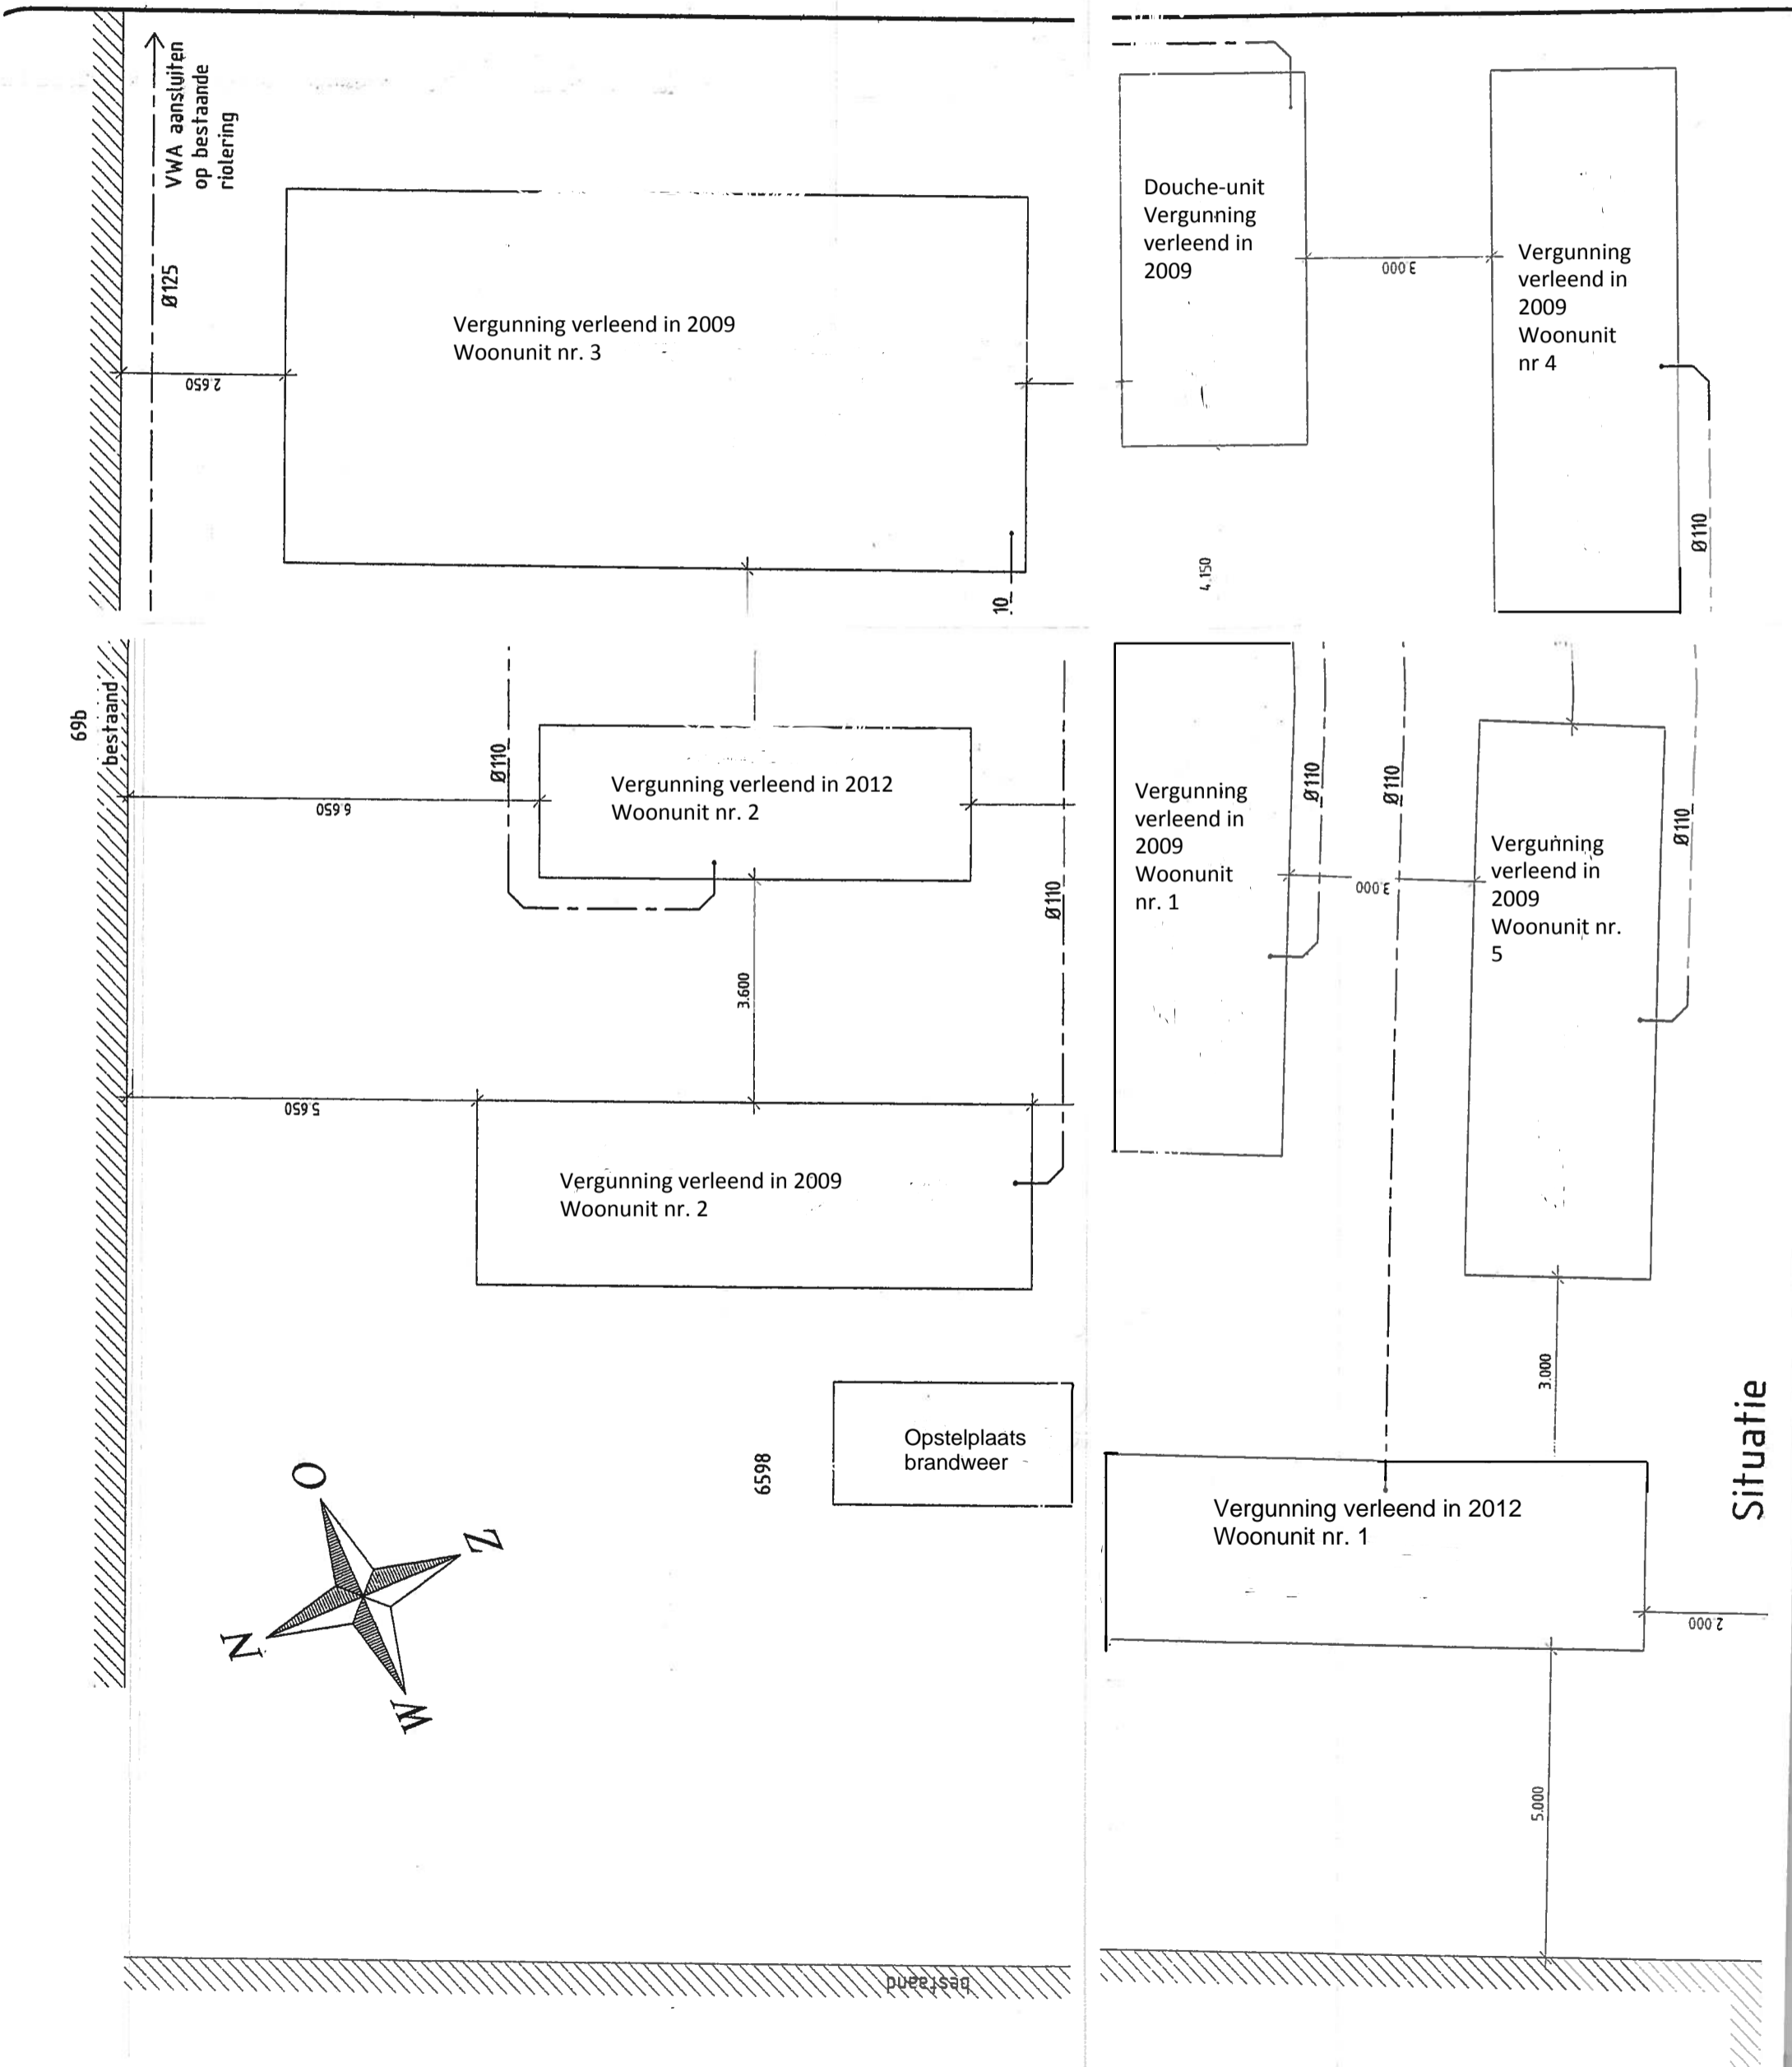 VWA aansluiten
op bestaande
riolering
Ø125
2.650
Vergunning verleend in 2009
Woonunit nr. 3
10
Douche-unit
Vergunning
verleend in
2009
3.000
Vergunning
verleend in
2009
Woonunit
nr 4
Ø110
4.150
69b
bestaand
6.650
Ø110
Vergunning verleend in 2012
Woonunit nr. 2
Ø110
3.600
5.650
Vergunning verleend in 2009
Woonunit nr. 2
Vergunning
verleend in
2009
Woonunit
nr. 1
Ø110
Ø110
3.000
Vergunning
verleend in
2009
Woonunit nr.
5
Ø110
3.000
6598
Opstelplaats
brandweer
O
Z
N
W
Vergunning verleend in 2012
Woonunit nr. 1
2.000
5.000
Situatie
bestaand